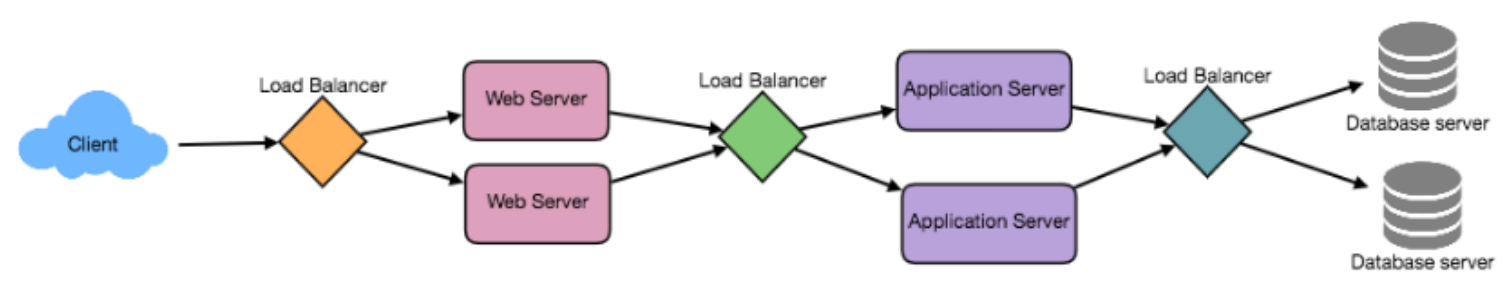 Client
Load Balancer
Web Server
Web Server
Load Balancer
Application Server
Application Server
Load Balancer
Database server
Database server